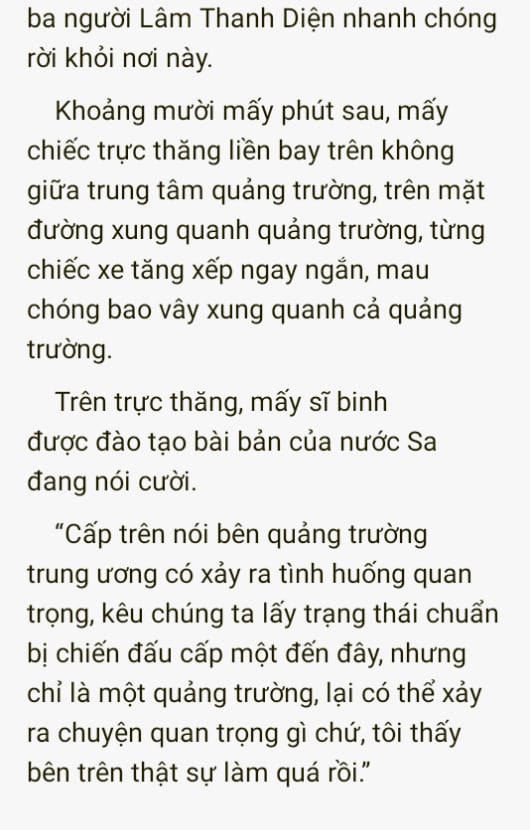 ba người Lâm Thanh Diện nhanh chóng
rời khỏi nơi này.
Khoảng mười mấy phút sau, mấy
chiếc trực thăng liền bay trên không
giữa trung tâm quảng trường, trên mặt
đường xung quanh quảng trường, từng
chiếc xe tăng xếp ngay ngắn, mau
chóng bao vây xung quanh cả quảng
trường.
Trên trực thăng, mấy sĩ binh
được đào tạo bài bản của nước Sa
đang nói cười.
“Cấp trên nói bên quảng trường
trung ương có xảy ra tình huống quan
trọng, kêu chúng ta lấy trạng thái chuẩn
bị chiến đấu cấp một đến đây, nhưng
chỉ là một quảng trường, lại có thể xảy
ra chuyện quan trọng gì chứ, tôi thấy
bên trên thật sự làm quá rồi.”